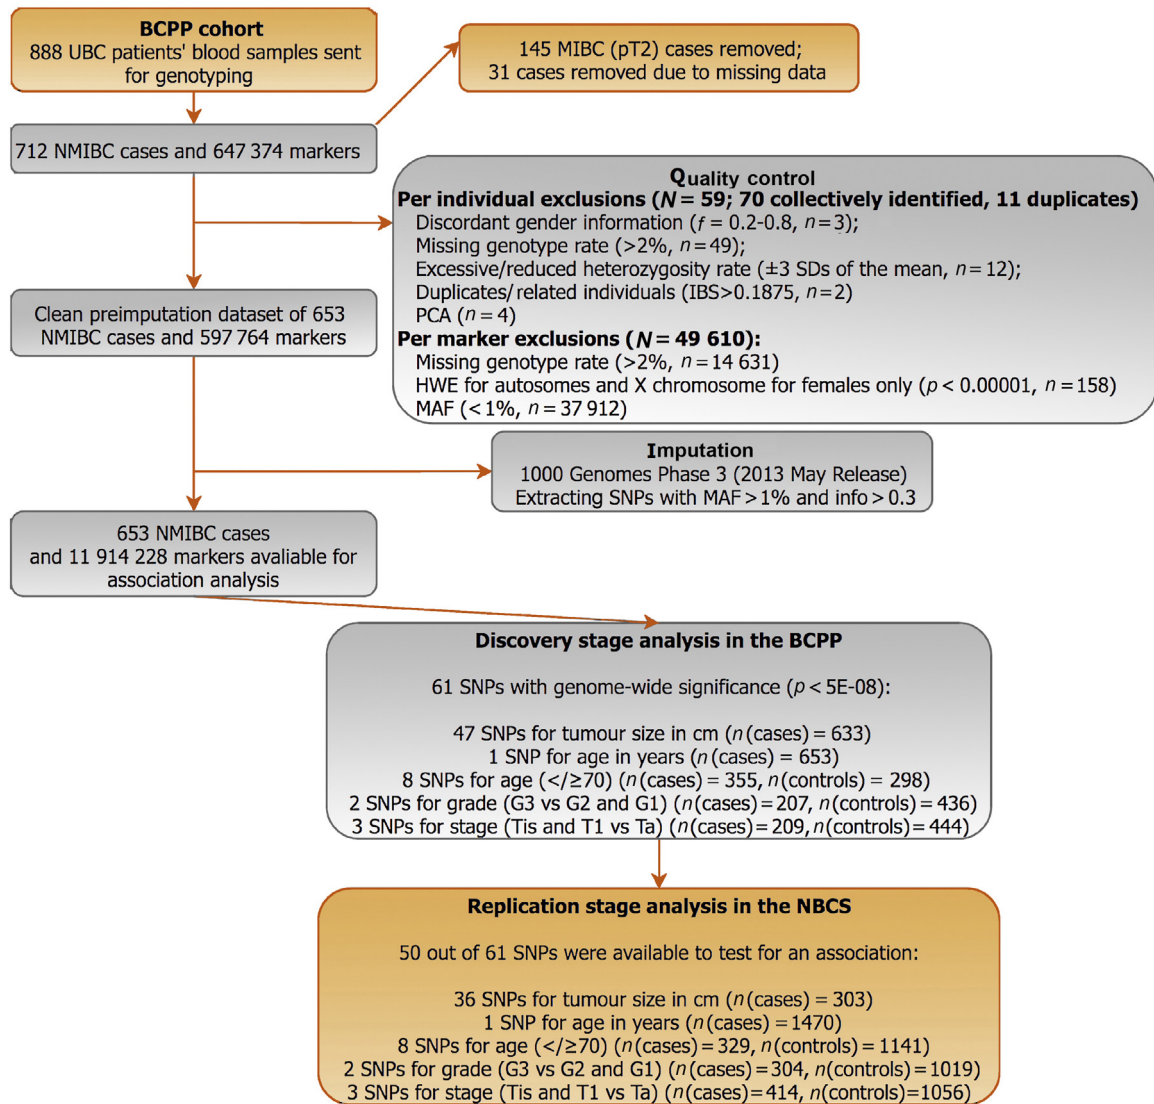 BCPP cohort
888 UBC patients' blood samples sent
for genotyping
145 MIBC (pT2) cases removed;
31 cases removed due to missing data
712 NMIBC cases and 647 374 markers
Quality control
Per individual exclusions (N = 59; 70 collectively identified, 11 duplicates)
Discordant gender information (f = 0.2-0.8, n = 3);
Missing genotype rate (>2%, n = 49);
Excessive/reduced heterozygosity rate (±3 SDs of the mean, n = 12);
Duplicates/related individuals (IBS>0.1875, n = 2)
PCA (n = 4)
Per marker exclusions (N = 49 610):
Missing genotype rate (>2%, n = 14 631)
HWE for autosomes and X chromosome for females only (p < 0.00001, n = 158)
MAF (<1%, n = 37 912)
Clean preimputation dataset of 653
NMIBC cases and 597 764 markers
Imputation
1000 Genomes Phase 3 (2013 May Release)
Extracting SNPs with MAF > 1% and info > 0.3
653 NMIBC cases
and 11 914 228 markers avaliable for
association analysis
Discovery stage analysis in the BCPP
61 SNPs with genome-wide significance (p < 5E-08):
47 SNPs for tumour size in cm (n(cases) = 633)
1 SNP for age in years (n(cases) = 653)
8 SNPs for age (</≥70) (n(cases) = 355, n(controls) = 298)
2 SNPs for grade (G3 vs G2 and G1) (n(cases) = 207, n(controls) = 436)
3 SNPs for stage (Tis and T1 vs Ta) (n(cases) = 209, n(controls) = 444)
Replication stage analysis in the NBCS
50 out of 61 SNPs were available to test for an association:
36 SNPs for tumour size in cm (n(cases) = 303)
1 SNP for age in years (n(cases) = 1470)
8 SNPs for age (</≥70) (n(cases) = 329, n(controls) = 1141)
2 SNPs for grade (G3 vs G2 and G1) (n(cases) = 304, n(controls) = 1019)
3 SNPs for stage (Tis and T1 vs Ta) (n(cases) = 414, n(controls) = 1056)